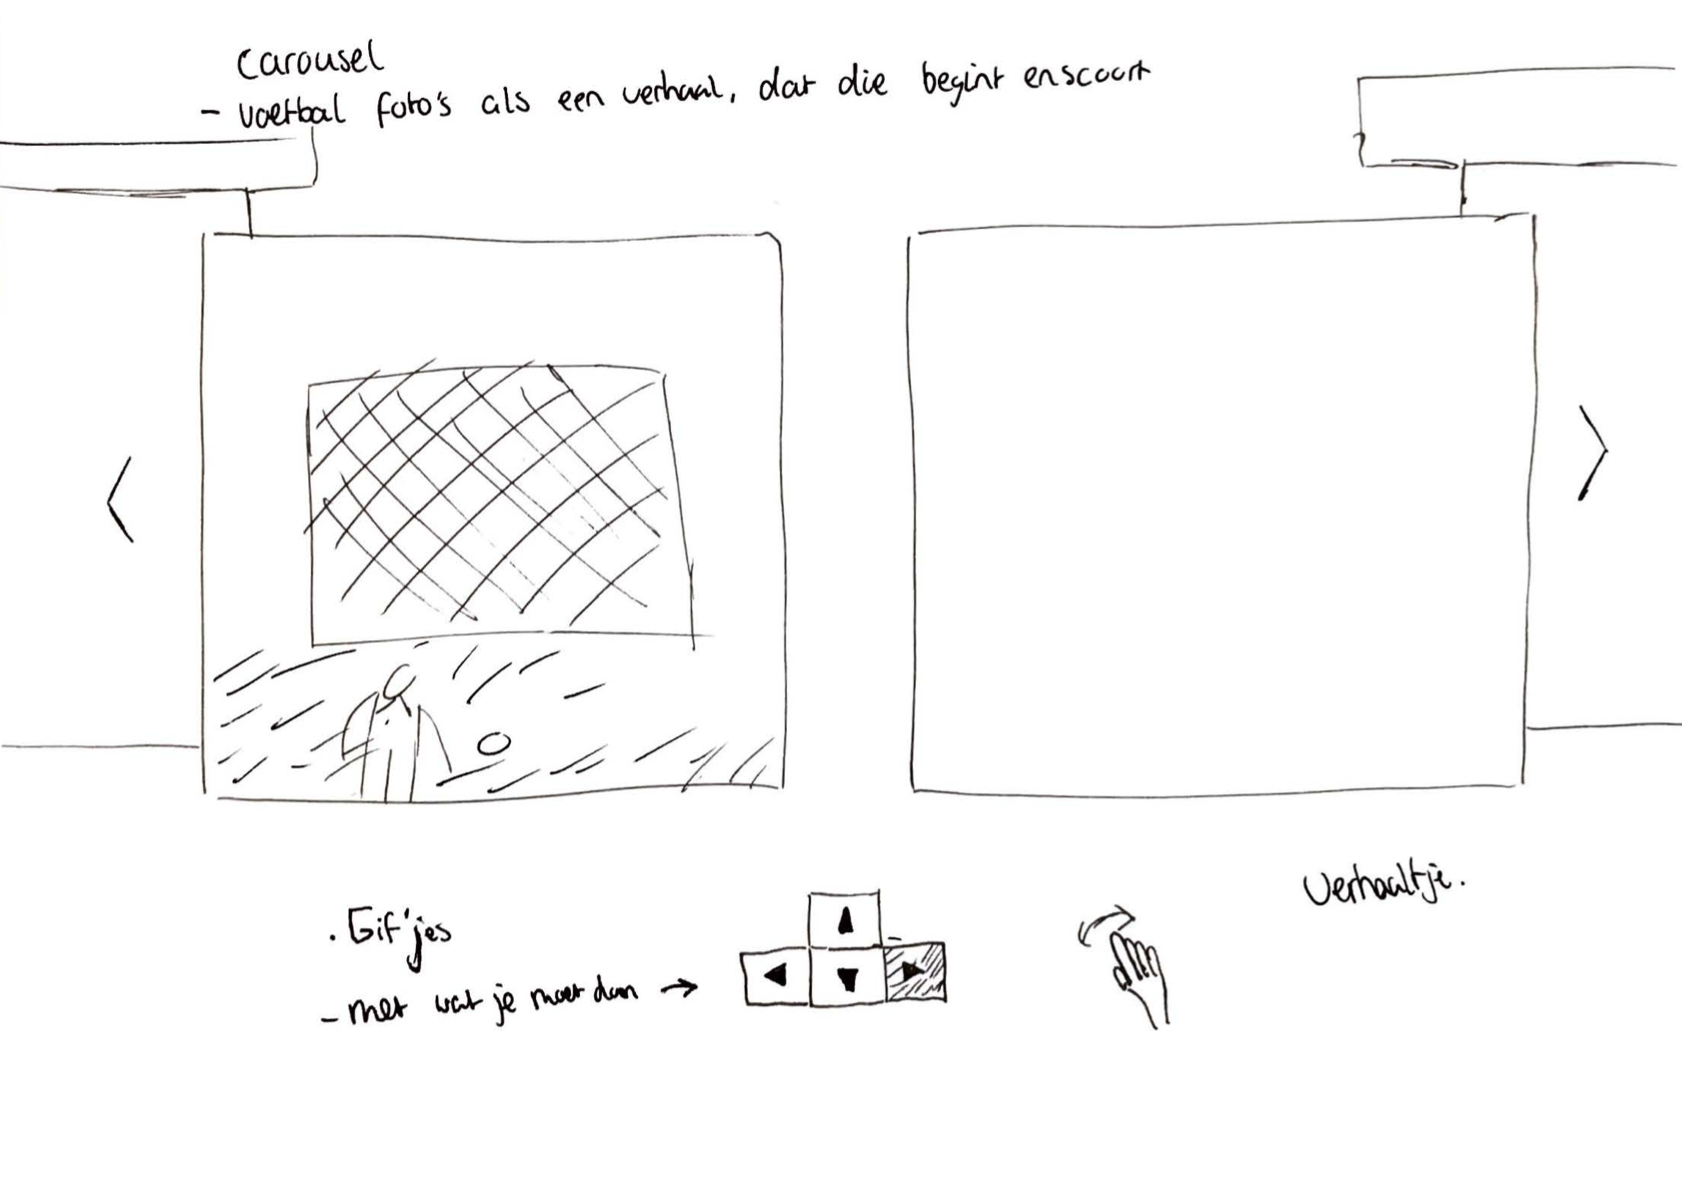 Carousel
- voetbal foto's als een verhaal, dat die begint enscoort
. Gif'jes
- met wat je moet doen →
Verhaaltje.